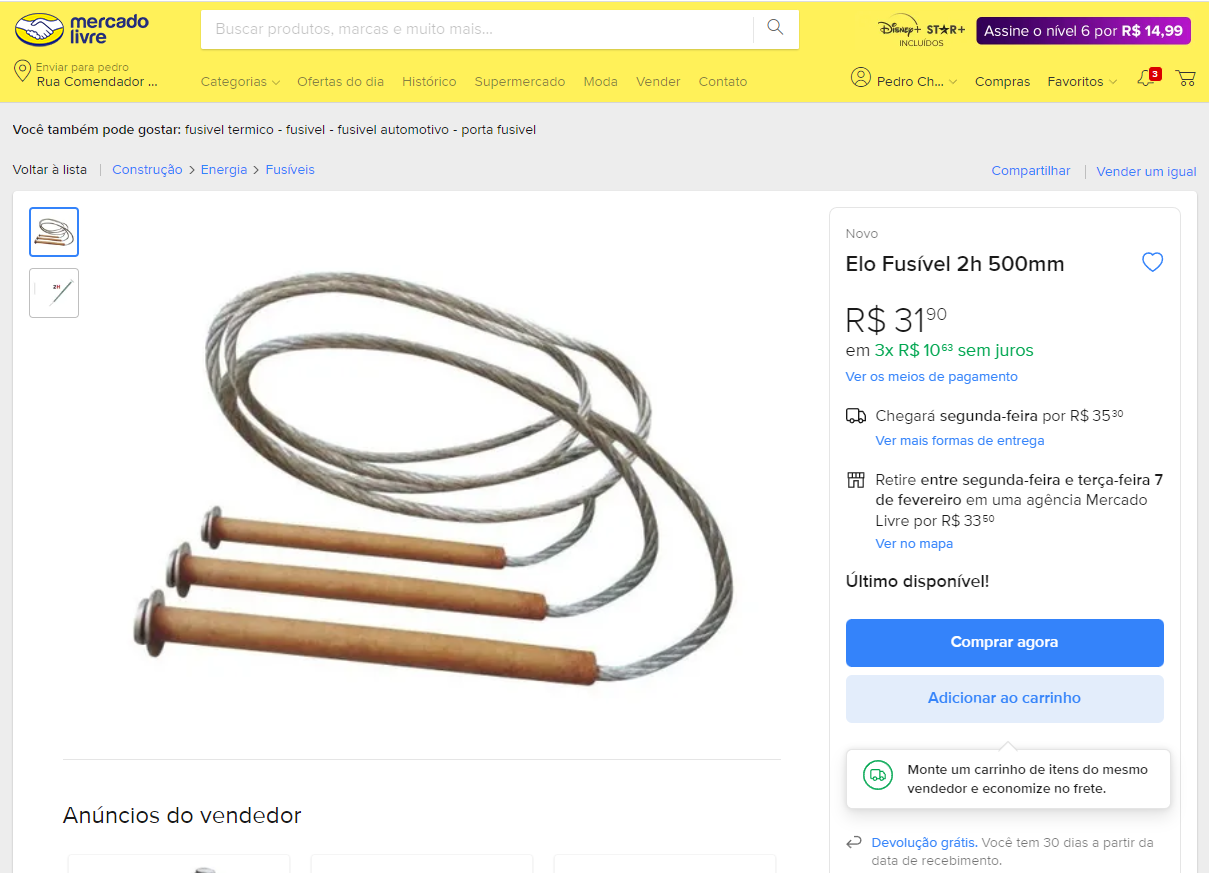 mercado
livre
Buscar produtos, marcas e muito mais...
Disney+ STAR+
INCLUÍDOS
Assine o nível 6 por R$ 14,99
Enviar para pedro
Rua Comendador ...
Categorias
Ofertas do dia
Histórico
Supermercado
Moda
Vender
Contato
Pedro Ch...
Compras
Favoritos
3
Você também pode gostar: fusivel termico - fusivel - fusivel automotivo - porta fusivel
Voltar à lista | Construção > Energia > Fusíveis
Compartilhar | Vender um igual
2H
Novo
Elo Fusível 2h 500mm
R$ 31 90
em 3x R$ 10 63 sem juros
Ver os meios de pagamento
Chegará segunda-feira por R$ 35 30
Ver mais formas de entrega
Retire entre segunda-feira e terça-feira 7
de fevereiro em uma agência Mercado
Livre por R$ 33 50
Ver no mapa
Último disponível!
Comprar agora
Adicionar ao carrinho
Monte um carrinho de itens do mesmo
vendedor e economize no frete.
Devolução grátis. Você tem 30 dias a partir da
data de recebimento.
Anúncios do vendedor